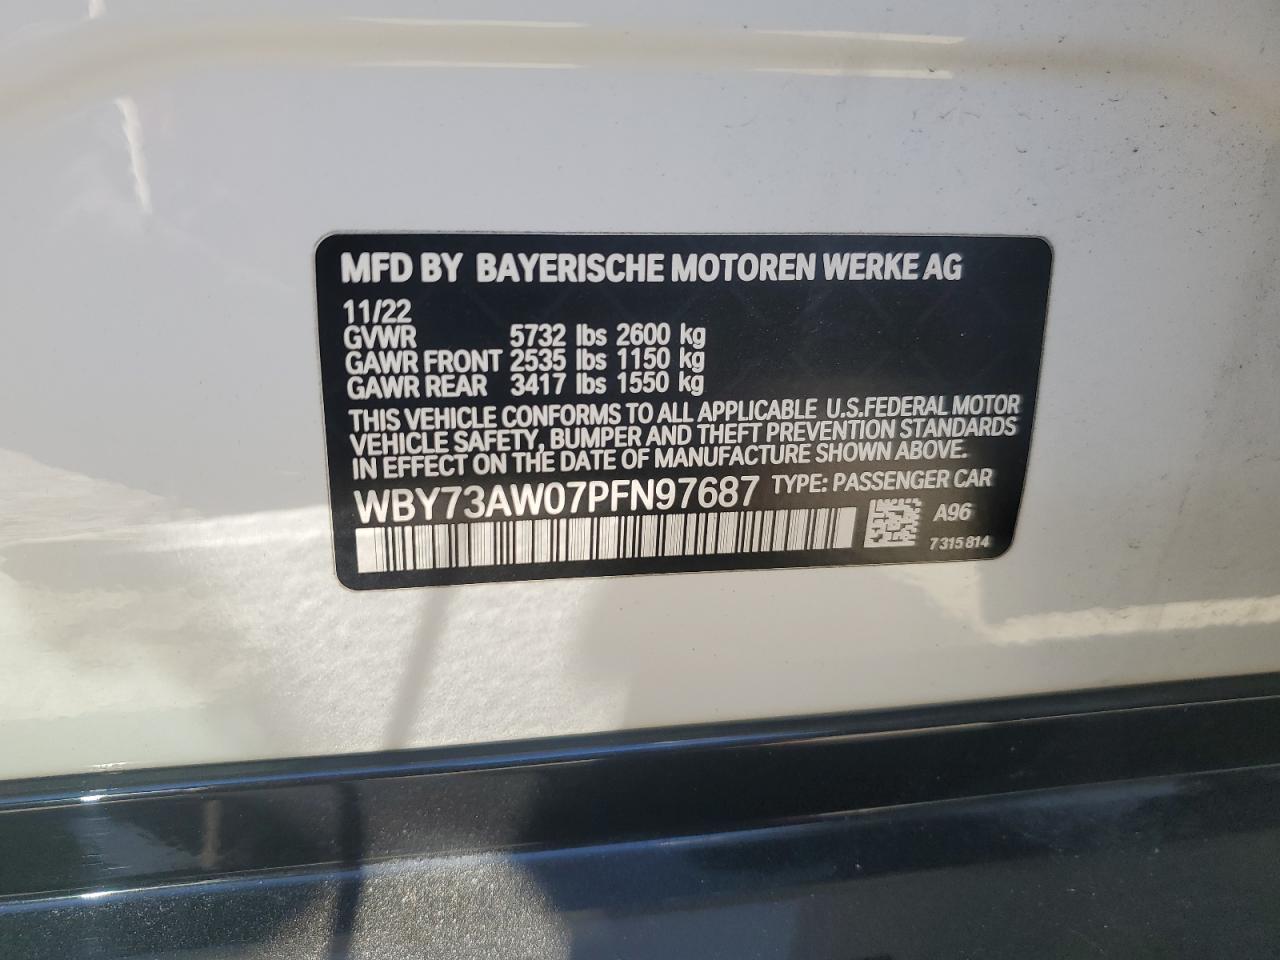 MFD BY BAYERISCHE MOTOREN WERKE AG
11/22
GVWR 5732 lbs 2600 kg
GAWR FRONT 2535 lbs 1150 kg
GAWR REAR 3417 lbs 1550 kg
THIS VEHICLE CONFORMS TO ALL APPLICABLE U.S.FEDERAL MOTOR
VEHICLE SAFETY, BUMPER AND THEFT PREVENTION STANDARDS
IN EFFECT ON THE DATE OF MANUFACTURE SHOWN ABOVE.
WBY73AW07PFN97687 TYPE: PASSENGER CAR
A96
7315814